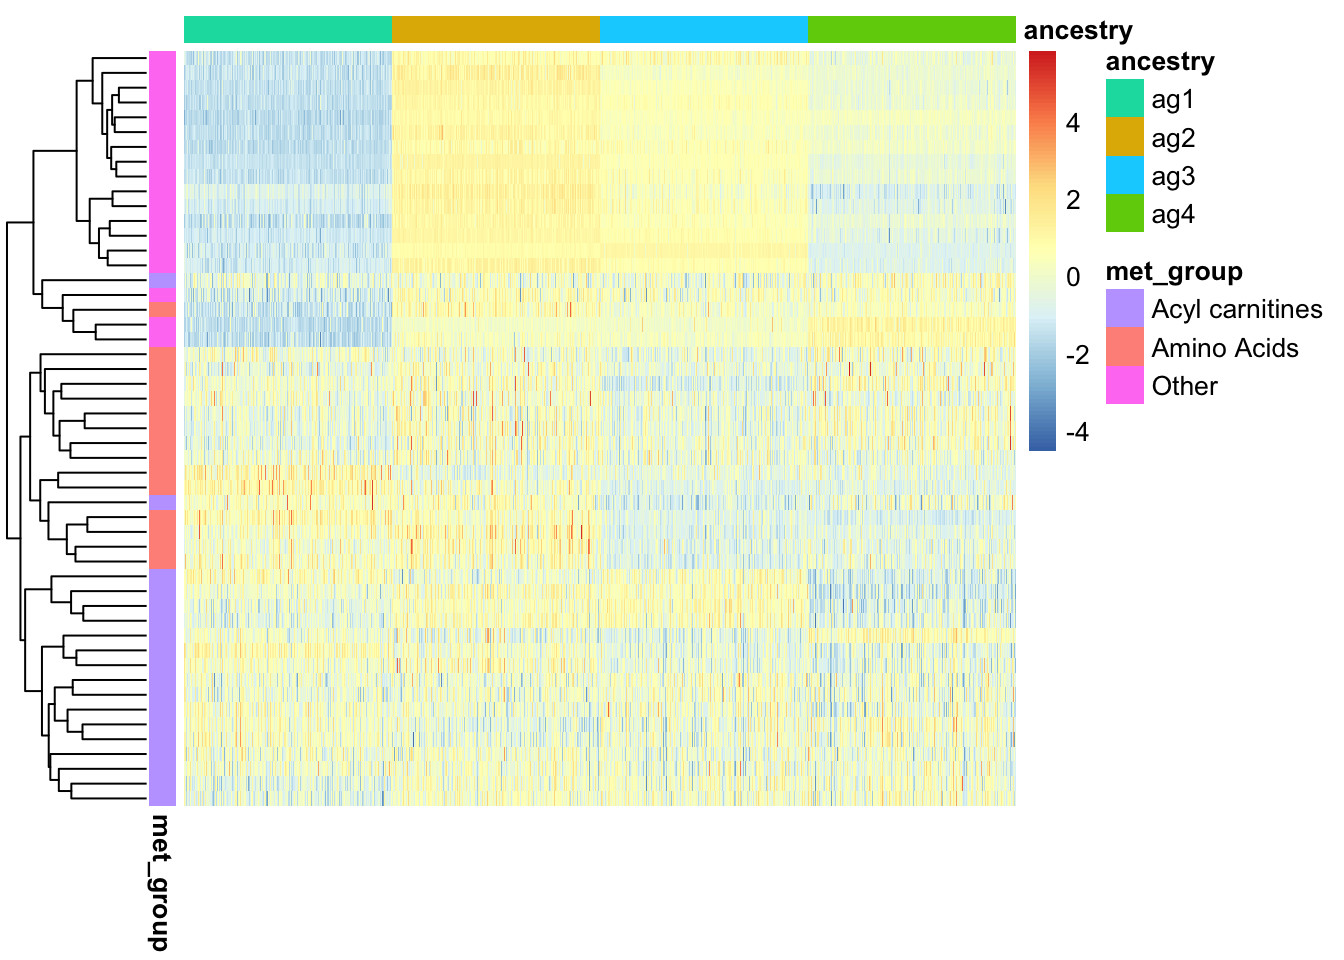 ancestry
4
2
0
-2
-4
ancestry
ag1
ag2
ag3
ag4
met_group
Acyl carnitines
Amino Acids
Other
met_group